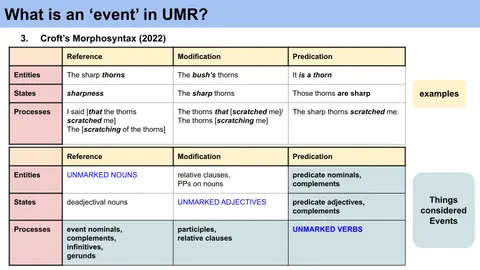 What is an ‘event’ in UMR?
3. Croft’s Morphosyntax (2022)
Reference Modification Predication
Entities The sharp thorns The bush’s thorns It is a thorn
States sharpness The sharp thorns Those thorns are sharp
Processes I said [that the thorns The thorns that [scratched me]/ The sharp thorns scratched me.
scratched me] The thorns [scratching me]
The [scratching of the thorns]
examples
Reference Modification Predication
Entities UNMARKED NOUNS relative clauses, predicate nominals,
PPs on nouns complements
States deadjectival nouns UNMARKED ADJECTIVES predicate adjectives,
complements
Processes event nominals, participles, UNMARKED VERBS
complements, relative clauses
infinitives,
gerunds
Things
considered
Events